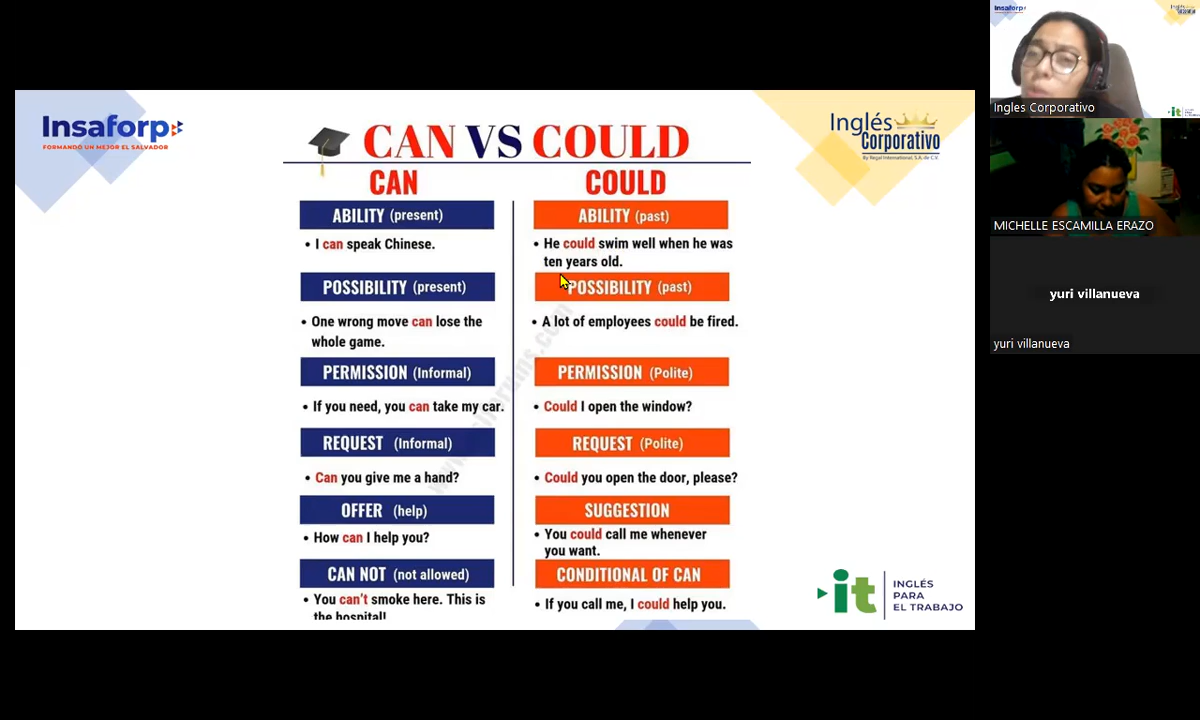 Insaforp
FORMANDO UN MEJOR EL SALVADOR
CAN VS COULD
Inglés
Corporativo
By Regal International, S.A. de C.V.
CAN
COULD
ABILITY (present)
ABILITY (past)
• I can speak Chinese.
• He could swim well when he was
ten years old.
POSSIBILITY (present)
POSSIBILITY (past)
• One wrong move can lose the
whole game.
• A lot of employees could be fired.
PERMISSION (Informal)
PERMISSION (Polite)
• If you need, you can take my car.
• Could I open the window?
REQUEST (Informal)
REQUEST (Polite)
• Can you give me a hand?
• Could you open the door, please?
OFFER (help)
SUGGESTION
• How can I help you?
• You could call me whenever
you want.
CAN NOT (not allowed)
CONDITIONAL OF CAN
• You can't smoke here. This is
the hospital!
• If you call me, I could help you.
it
INGLÉS
PARA
EL TRABAJO
Insaforp
Ingles Corporativo
MICHELLE ESCAMILLA ERAZO
yuri villanueva
yuri villanueva